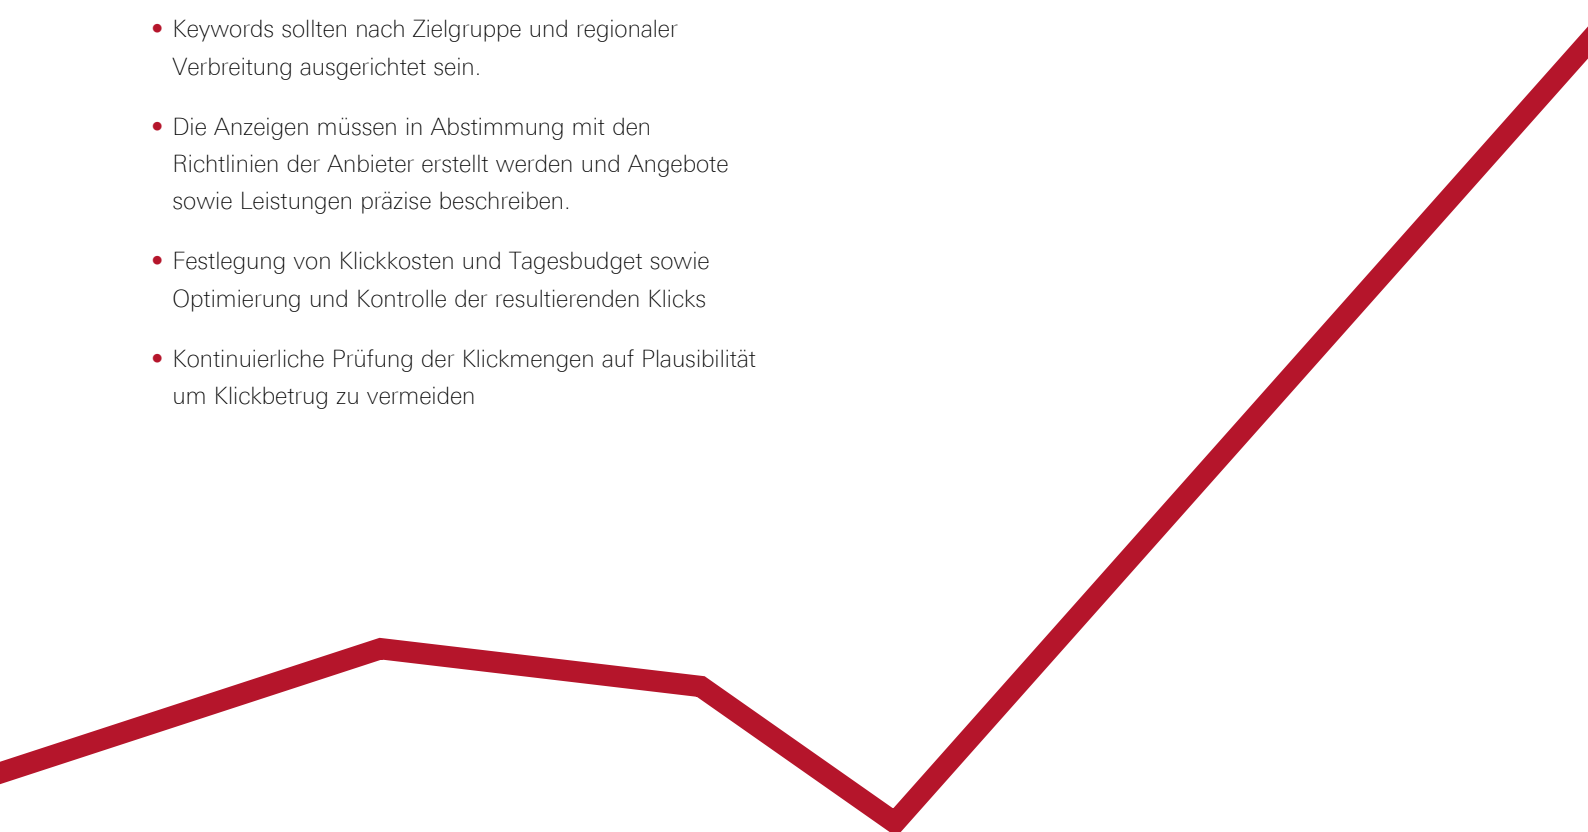 • Keywords sollten nach Zielgruppe und regionaler
Verbreitung ausgerichtet sein.
• Die Anzeigen müssen in Abstimmung mit den
Richtlinien der Anbieter erstellt werden und Angebote
sowie Leistungen präzise beschreiben.
• Festlegung von Klickkosten und Tagesbudget sowie
Optimierung und Kontrolle der resultierenden Klicks
• Kontinuierliche Prüfung der Klickmengen auf Plausibilität
um Klickbetrug zu vermeiden